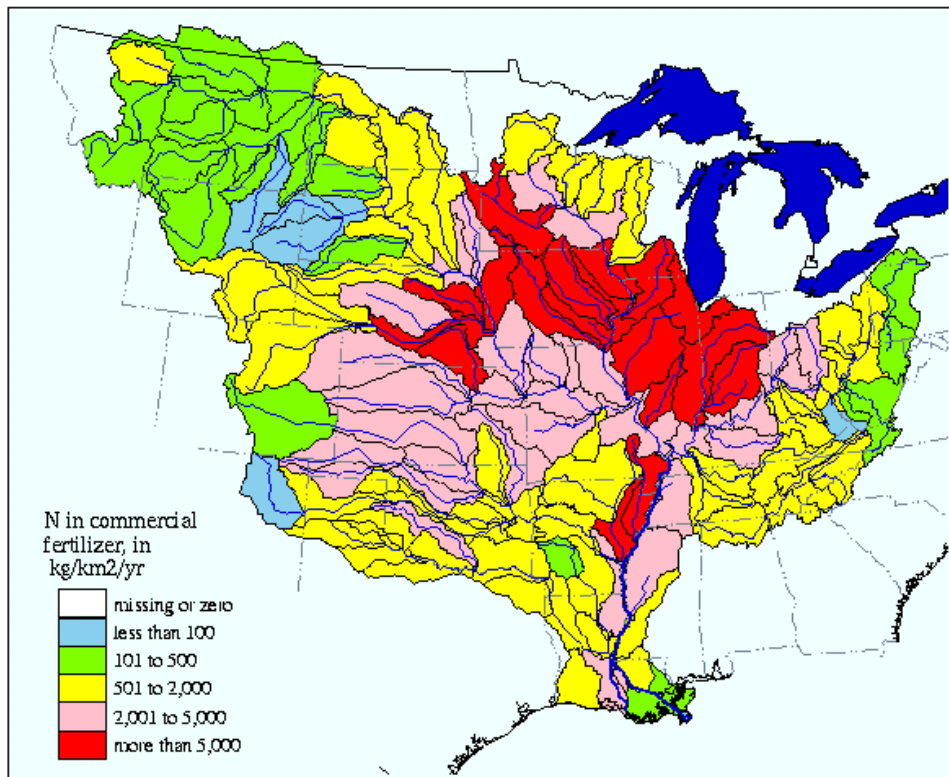 N in commercial
fertilizer, in
kg/km2/yr
missing or zero
less than 100
101 to 500
501 to 2,000
2,001 to 5,000
more than 5,000